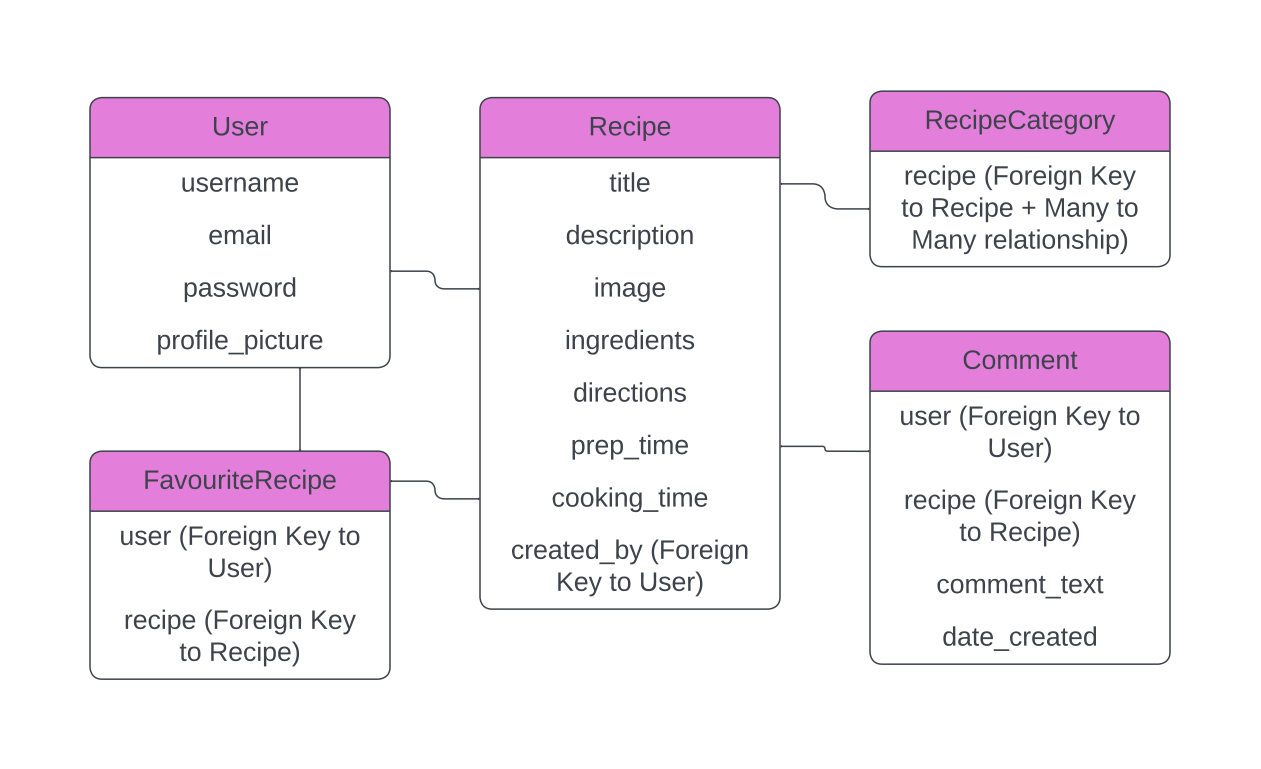 User
username
email
password
profile_picture
FavouriteRecipe
user (Foreign Key to
User)
recipe (Foreign Key
to Recipe)
Recipe
title
description
image
ingredients
directions
prep_time
cooking_time
created_by (Foreign
Key to User)
RecipeCategory
recipe (Foreign Key
to Recipe + Many to
Many relationship)
Comment
user (Foreign Key to
User)
recipe (Foreign Key
to Recipe)
comment_text
date_created